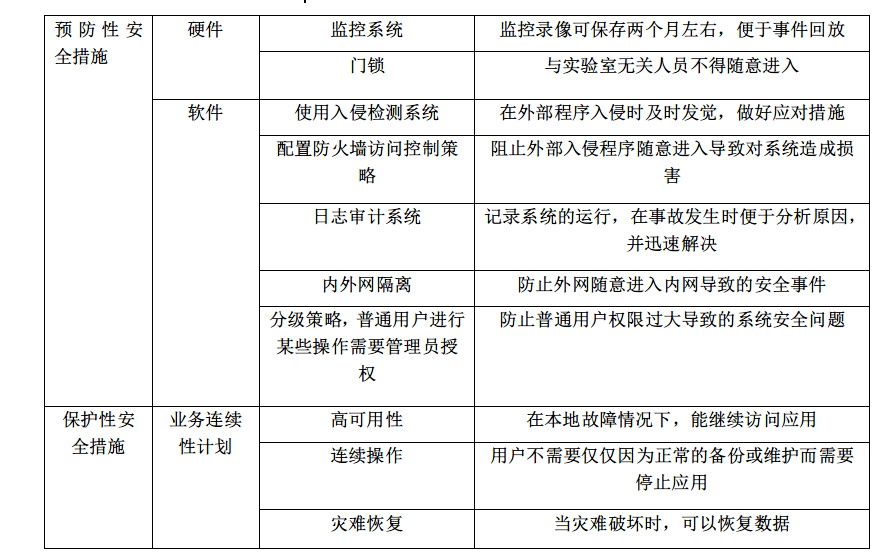 预防性安
全措施
硬件
监控系统
监控录像可保存两个月左右，便于事件回放
门锁
与实验室无关人员不得随意进入
软件
使用入侵检测系统
在外部程序入侵时及时发觉，做好应对措施
配置防火墙访问控制策
略
阻止外部入侵程序随意进入导致对系统造成损
害
日志审计系统
记录系统的运行，在事故发生时便于分析原因，
并迅速解决
内外网隔离
防止外网随意进入内网导致的安全事件
分级策略，普通用户进行
某些操作需要管理员授
权
防止普通用户权限过大导致的系统安全问题
保护性安
全措施
业务连续
性计划
高可用性
在本地故障情况下，能继续访问应用
连续操作
用户不需要仅仅因为正常的备份或维护而需要
停止应用
灾难恢复
当灾难破坏时，可以恢复数据